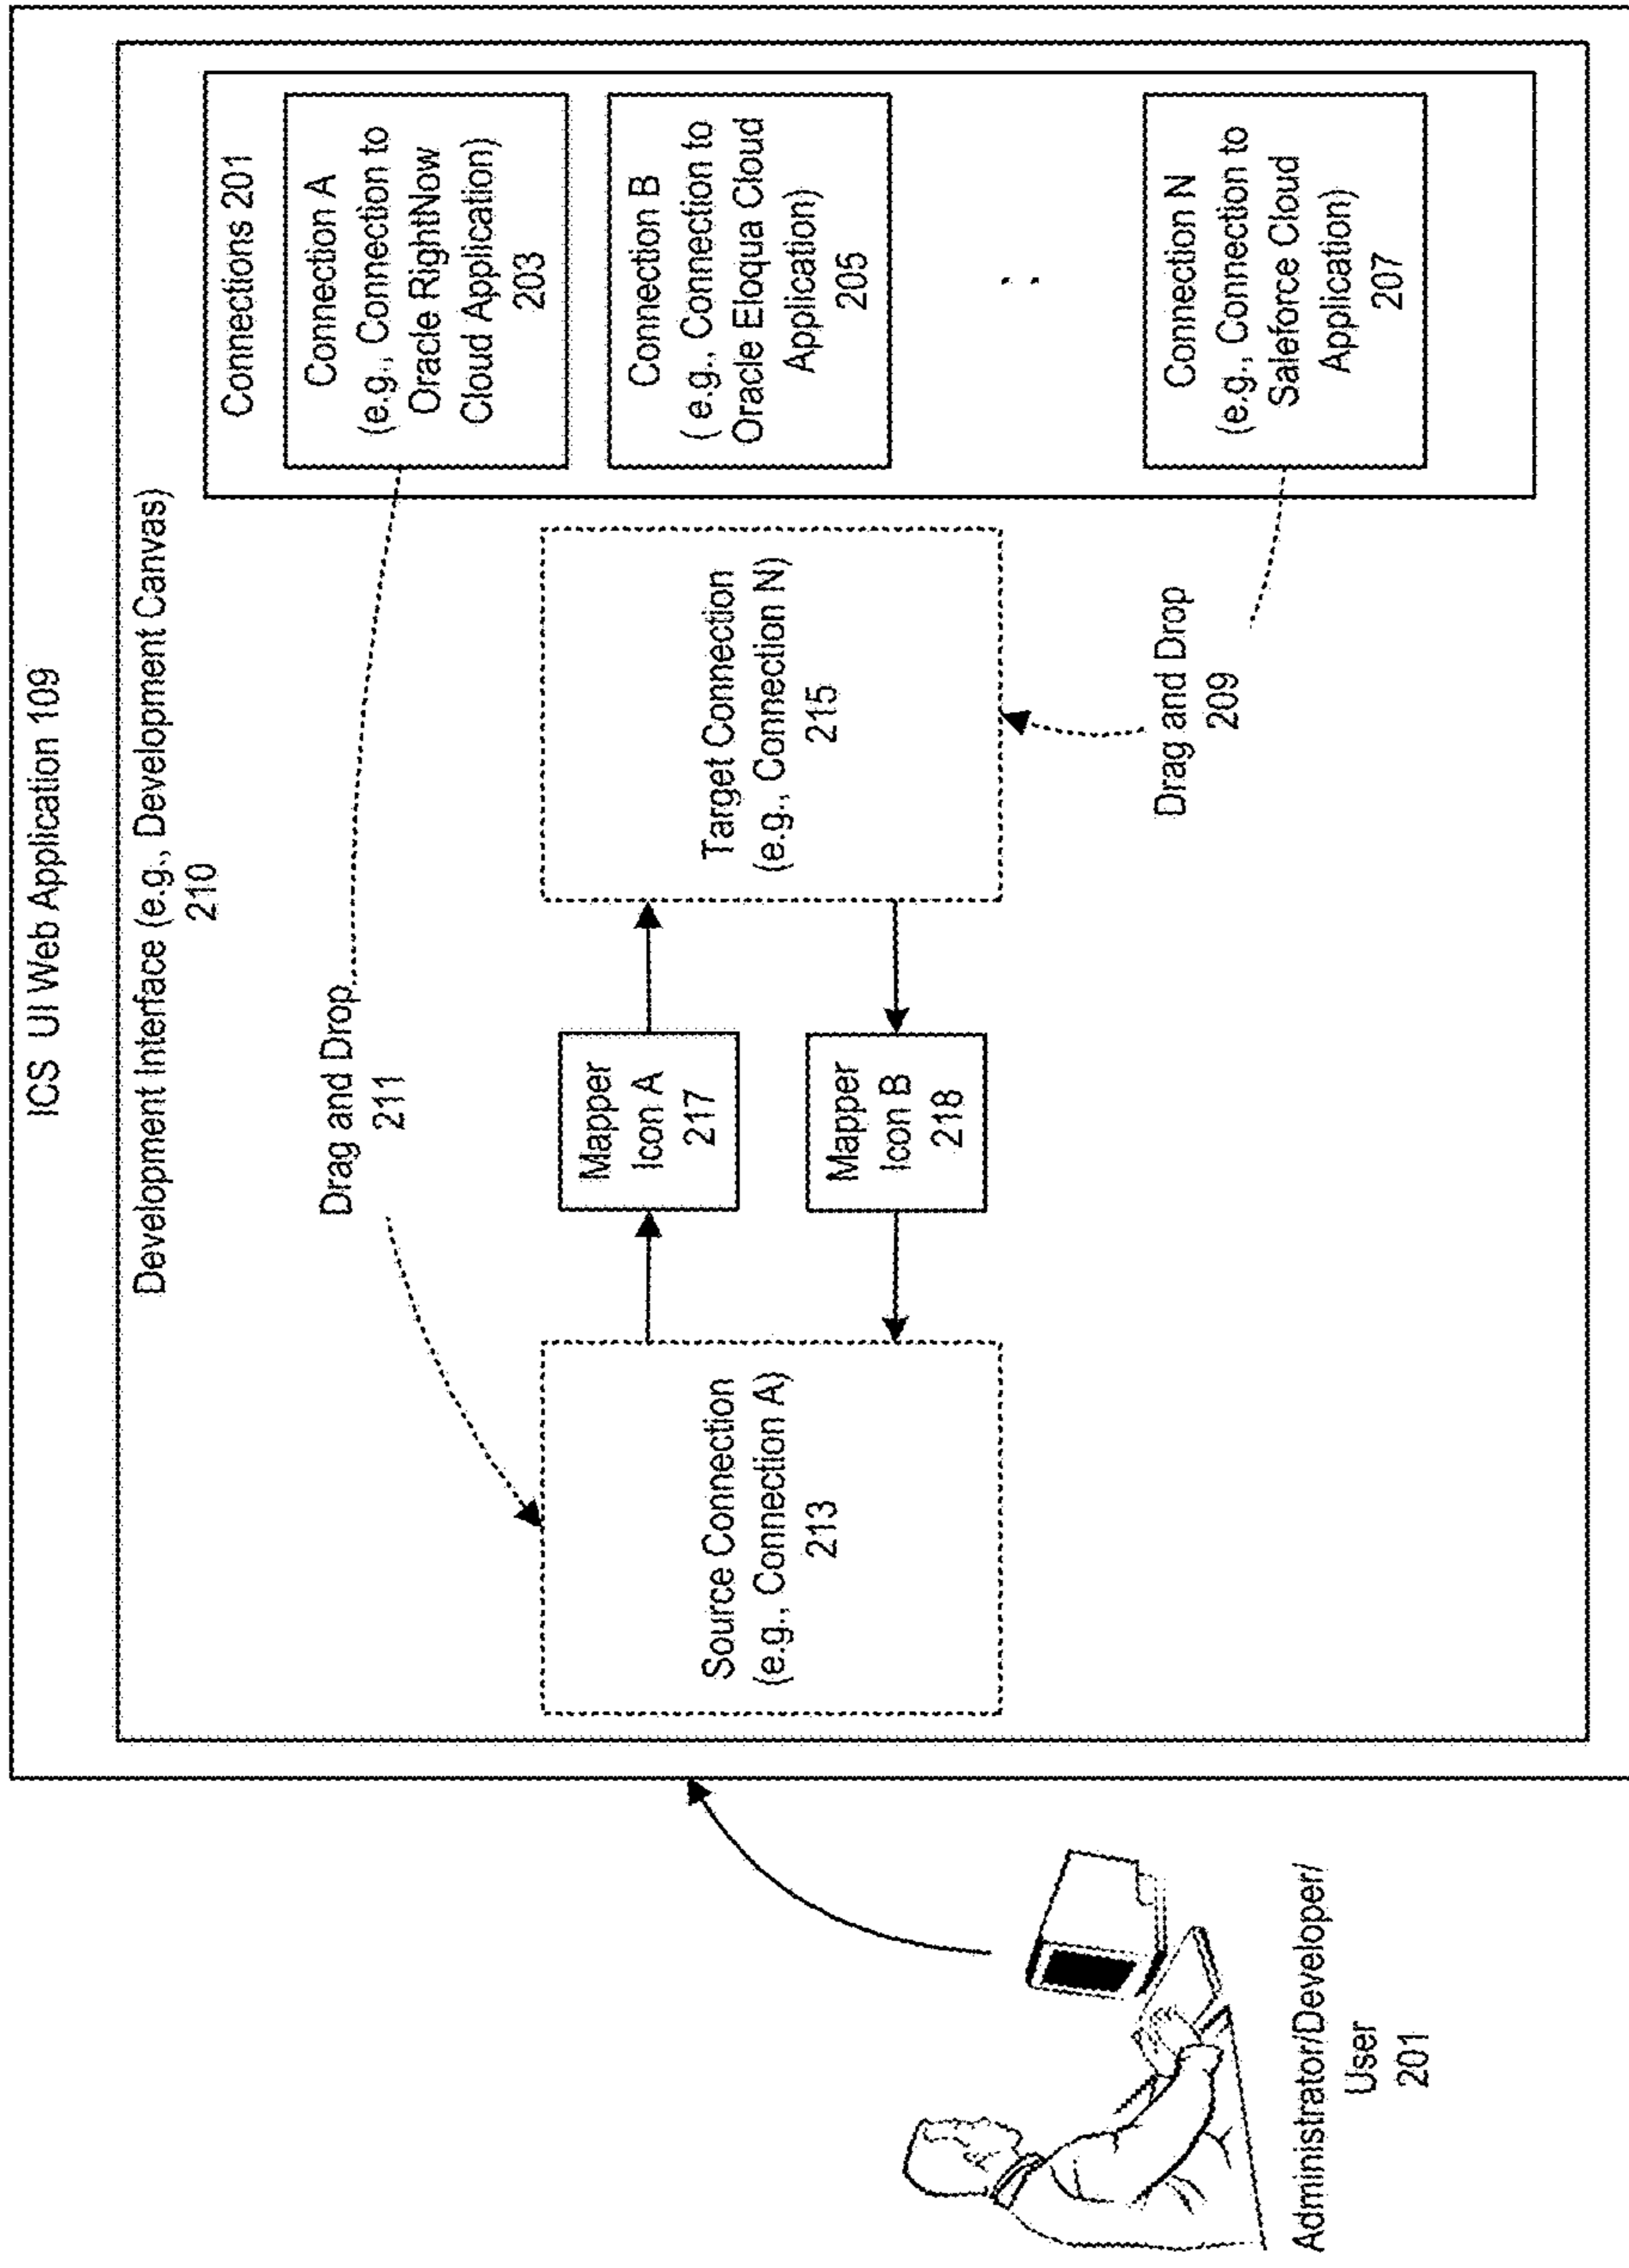 ICS UI Web Application 109
Development Interface (e.g., Development Canvas)
210
Connections 201
Connection A
(e.g., Connection to
Oracle RightNow
Cloud Application)
203
Connection B
( e.g., Connection to
Oracle Eloqua Cloud
Application)
205
Connection N
(e.g., Connection to
Saleforce Cloud
Application)
207
Drag and Drop
211
Source Connection
(e.g., Connection A)
213
Mapper
Icon A
217
Mapper
Icon B
218
Target Connection
(e.g., Connection N)
215
Drag and Drop
209
Administrator/Developer/
User
201